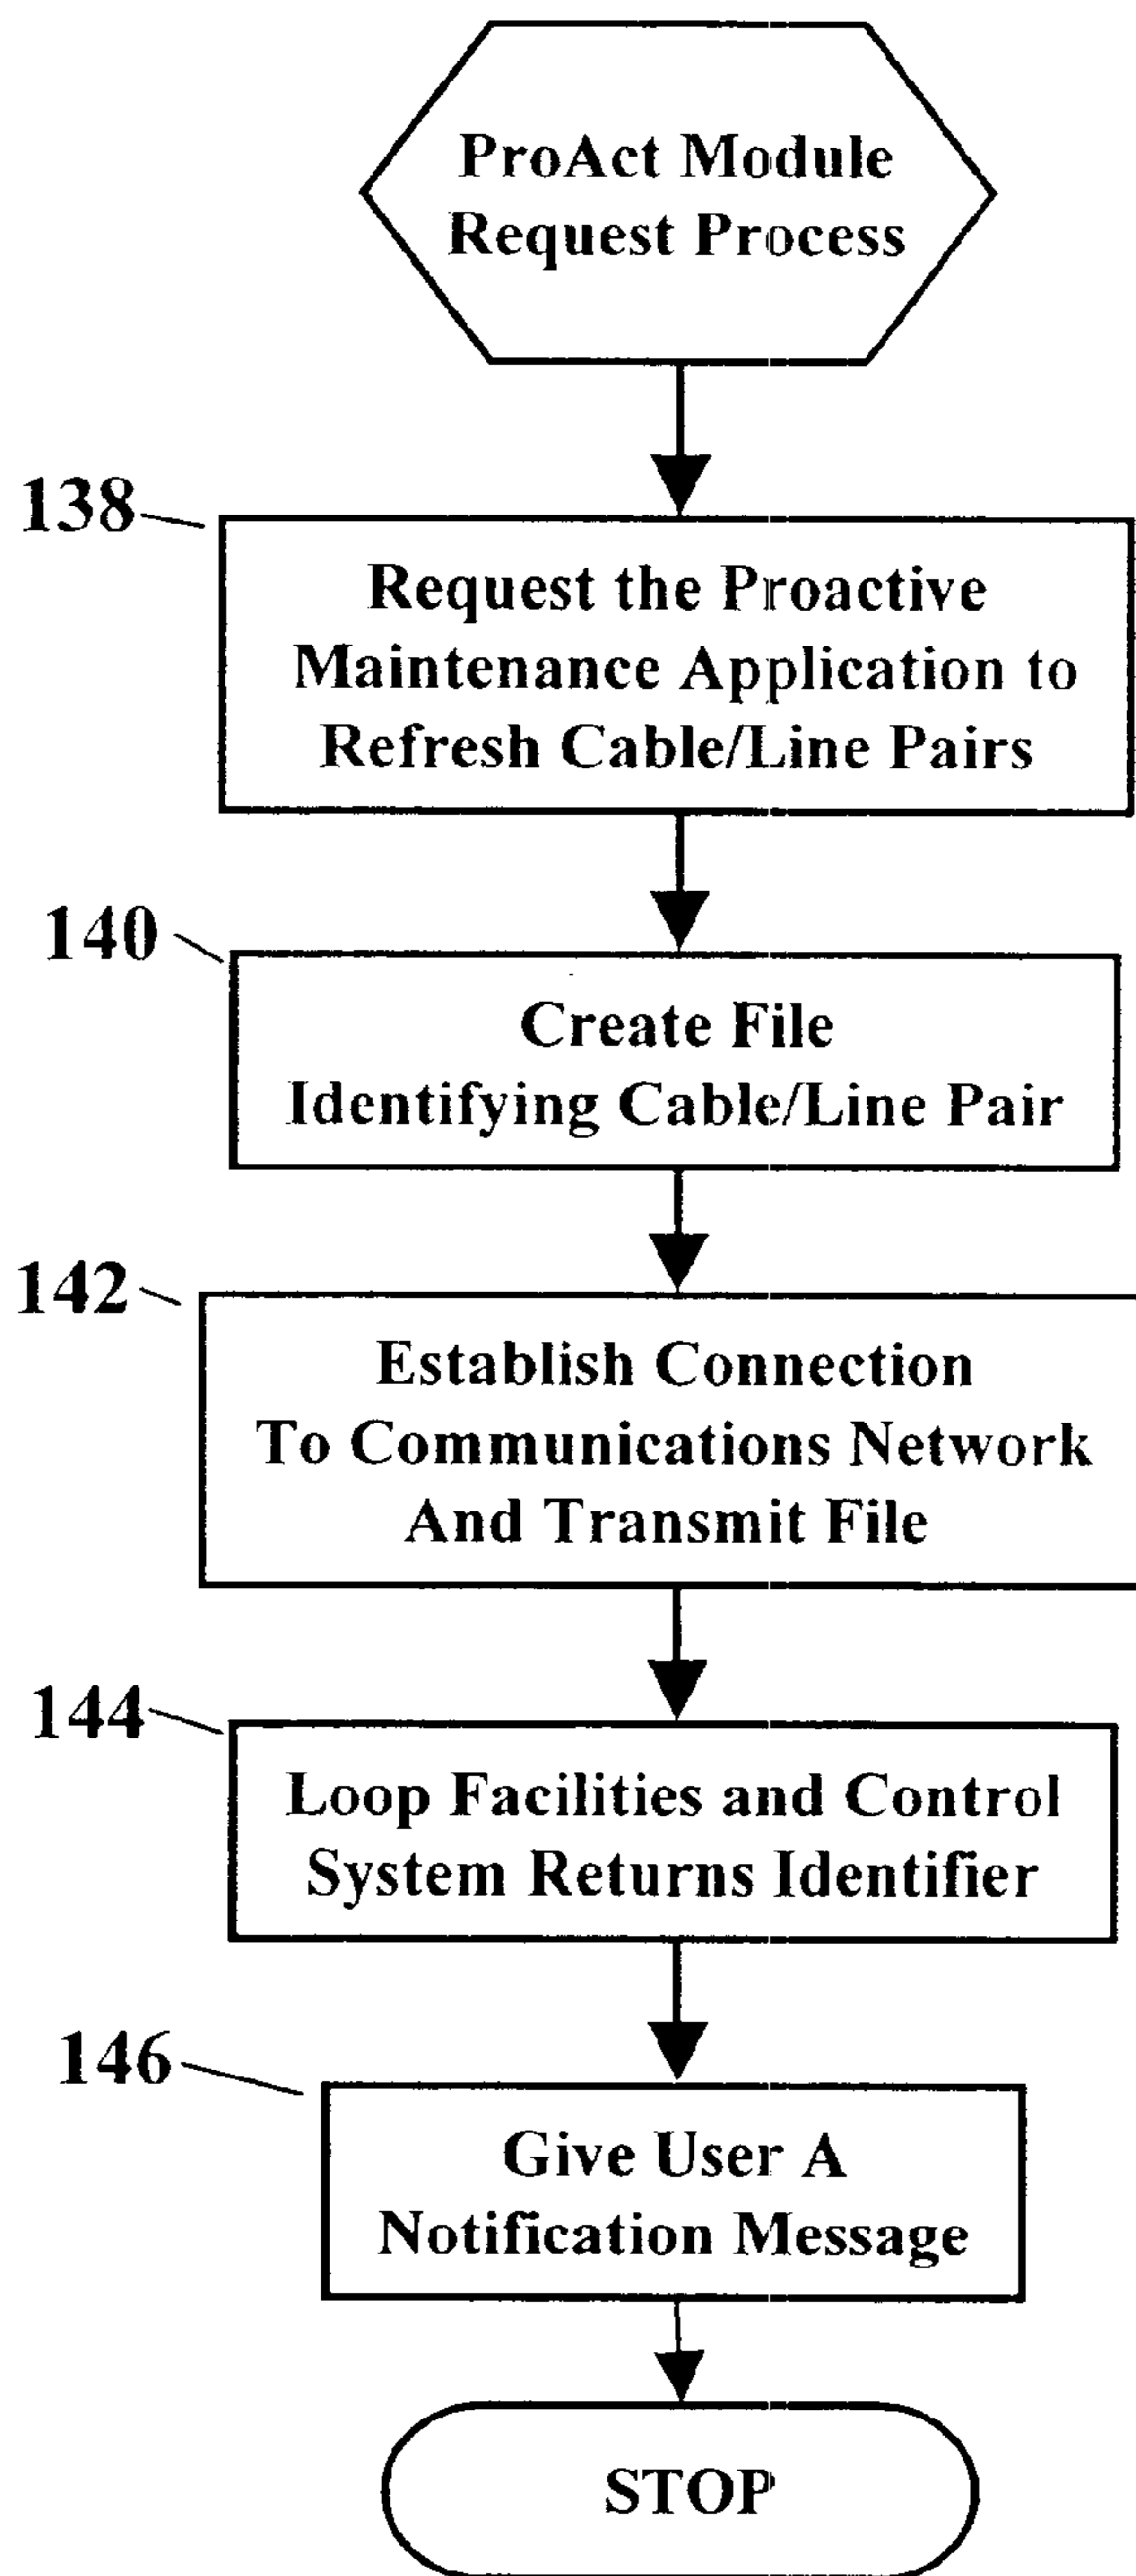 ProAct Module
Request Process
138
Request the Proactive
Maintenance Application to
Refresh Cable/Line Pairs
140
Create File
Identifying Cable/Line Pair
142
Establish Connection
To Communications Network
And Transmit File
144
Loop Facilities and Control
System Returns Identifier
146
Give User A
Notification Message
STOP